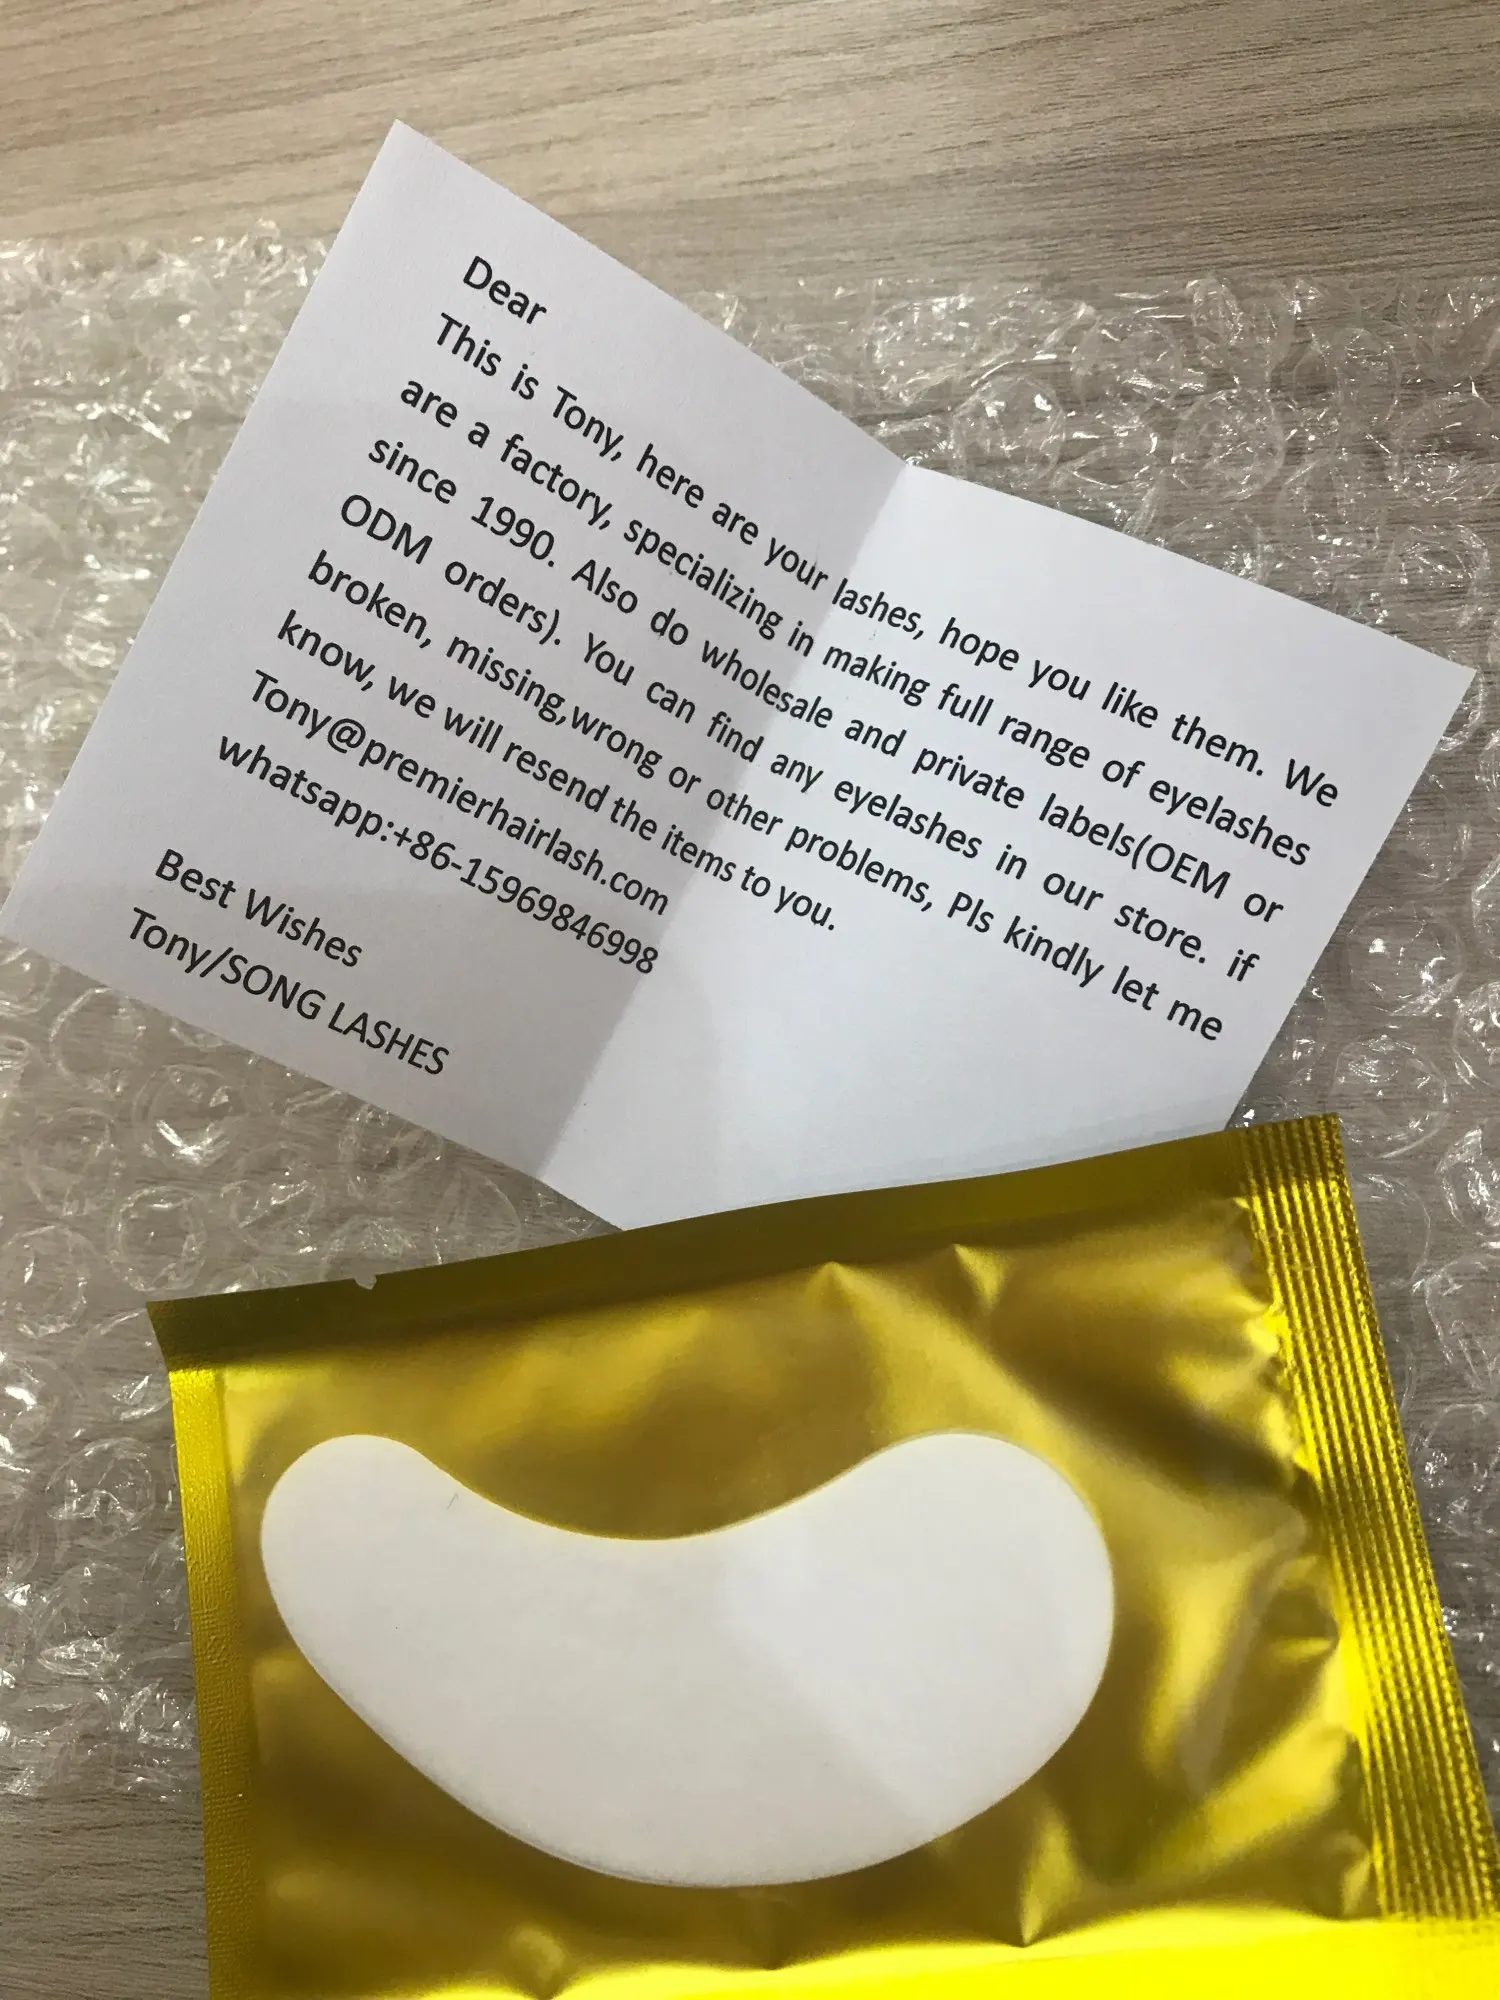 Dear
This is Tony, here are your lashes, hope you like them. We
are a factory, specializing in making full range of eyelashes
since 1990. Also do wholesale and private labels(OEM or
ODM orders). You can find any eyelashes in our store. if
broken, missing,wrong or other problems, Pls kindly let me
know, we will resend the items to you.
Tony@premierhairlash.com
whatsapp:+86-15969846998
Best Wishes
Tony/SONG LASHES